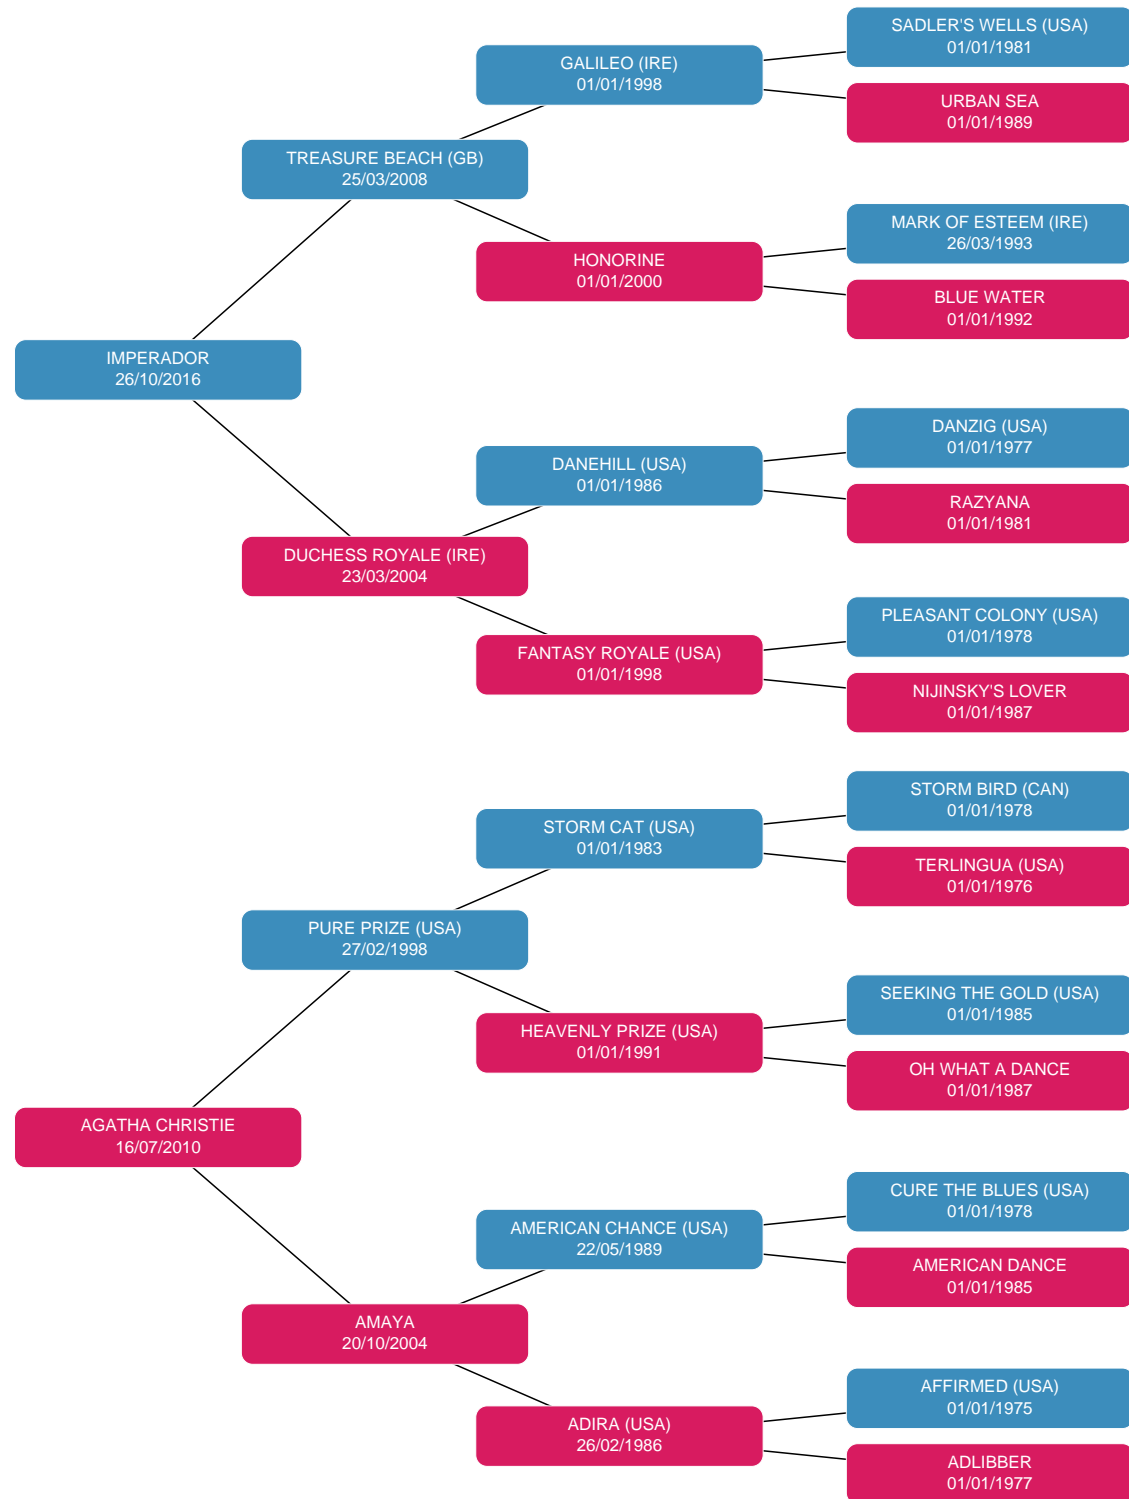 SADLER'S WELLS (USA)
01/01/1981
GALILEO (IRE)
01/01/1998
URBAN SEA
01/01/1989
TREASURE BEACH (GB)
25/03/2008
MARK OF ESTEEM (IRE)
26/03/1993
HONORINE
01/01/2000
BLUE WATER
01/01/1992
IMPERADOR
26/10/2016
DANZIG (USA)
01/01/1977
DANEHILL (USA)
01/01/1986
RAZYANA
01/01/1981
DUCHESS ROYALE (IRE)
23/03/2004
PLEASANT COLONY (USA)
01/01/1978
FANTASY ROYALE (USA)
01/01/1998
NIJINSKY'S LOVER
01/01/1987
STORM BIRD (CAN)
01/01/1978
STORM CAT (USA)
01/01/1983
TERLINGUA (USA)
01/01/1976
PURE PRIZE (USA)
27/02/1998
SEEKING THE GOLD (USA)
01/01/1985
HEAVENLY PRIZE (USA)
01/01/1991
OH WHAT A DANCE
01/01/1987
AGATHA CHRISTIE
16/07/2010
CURE THE BLUES (USA)
01/01/1978
AMERICAN CHANCE (USA)
22/05/1989
AMERICAN DANCE
01/01/1985
AMAYA
20/10/2004
AFFIRMED (USA)
01/01/1975
ADIRA (USA)
26/02/1986
ADLIBBER
01/01/1977